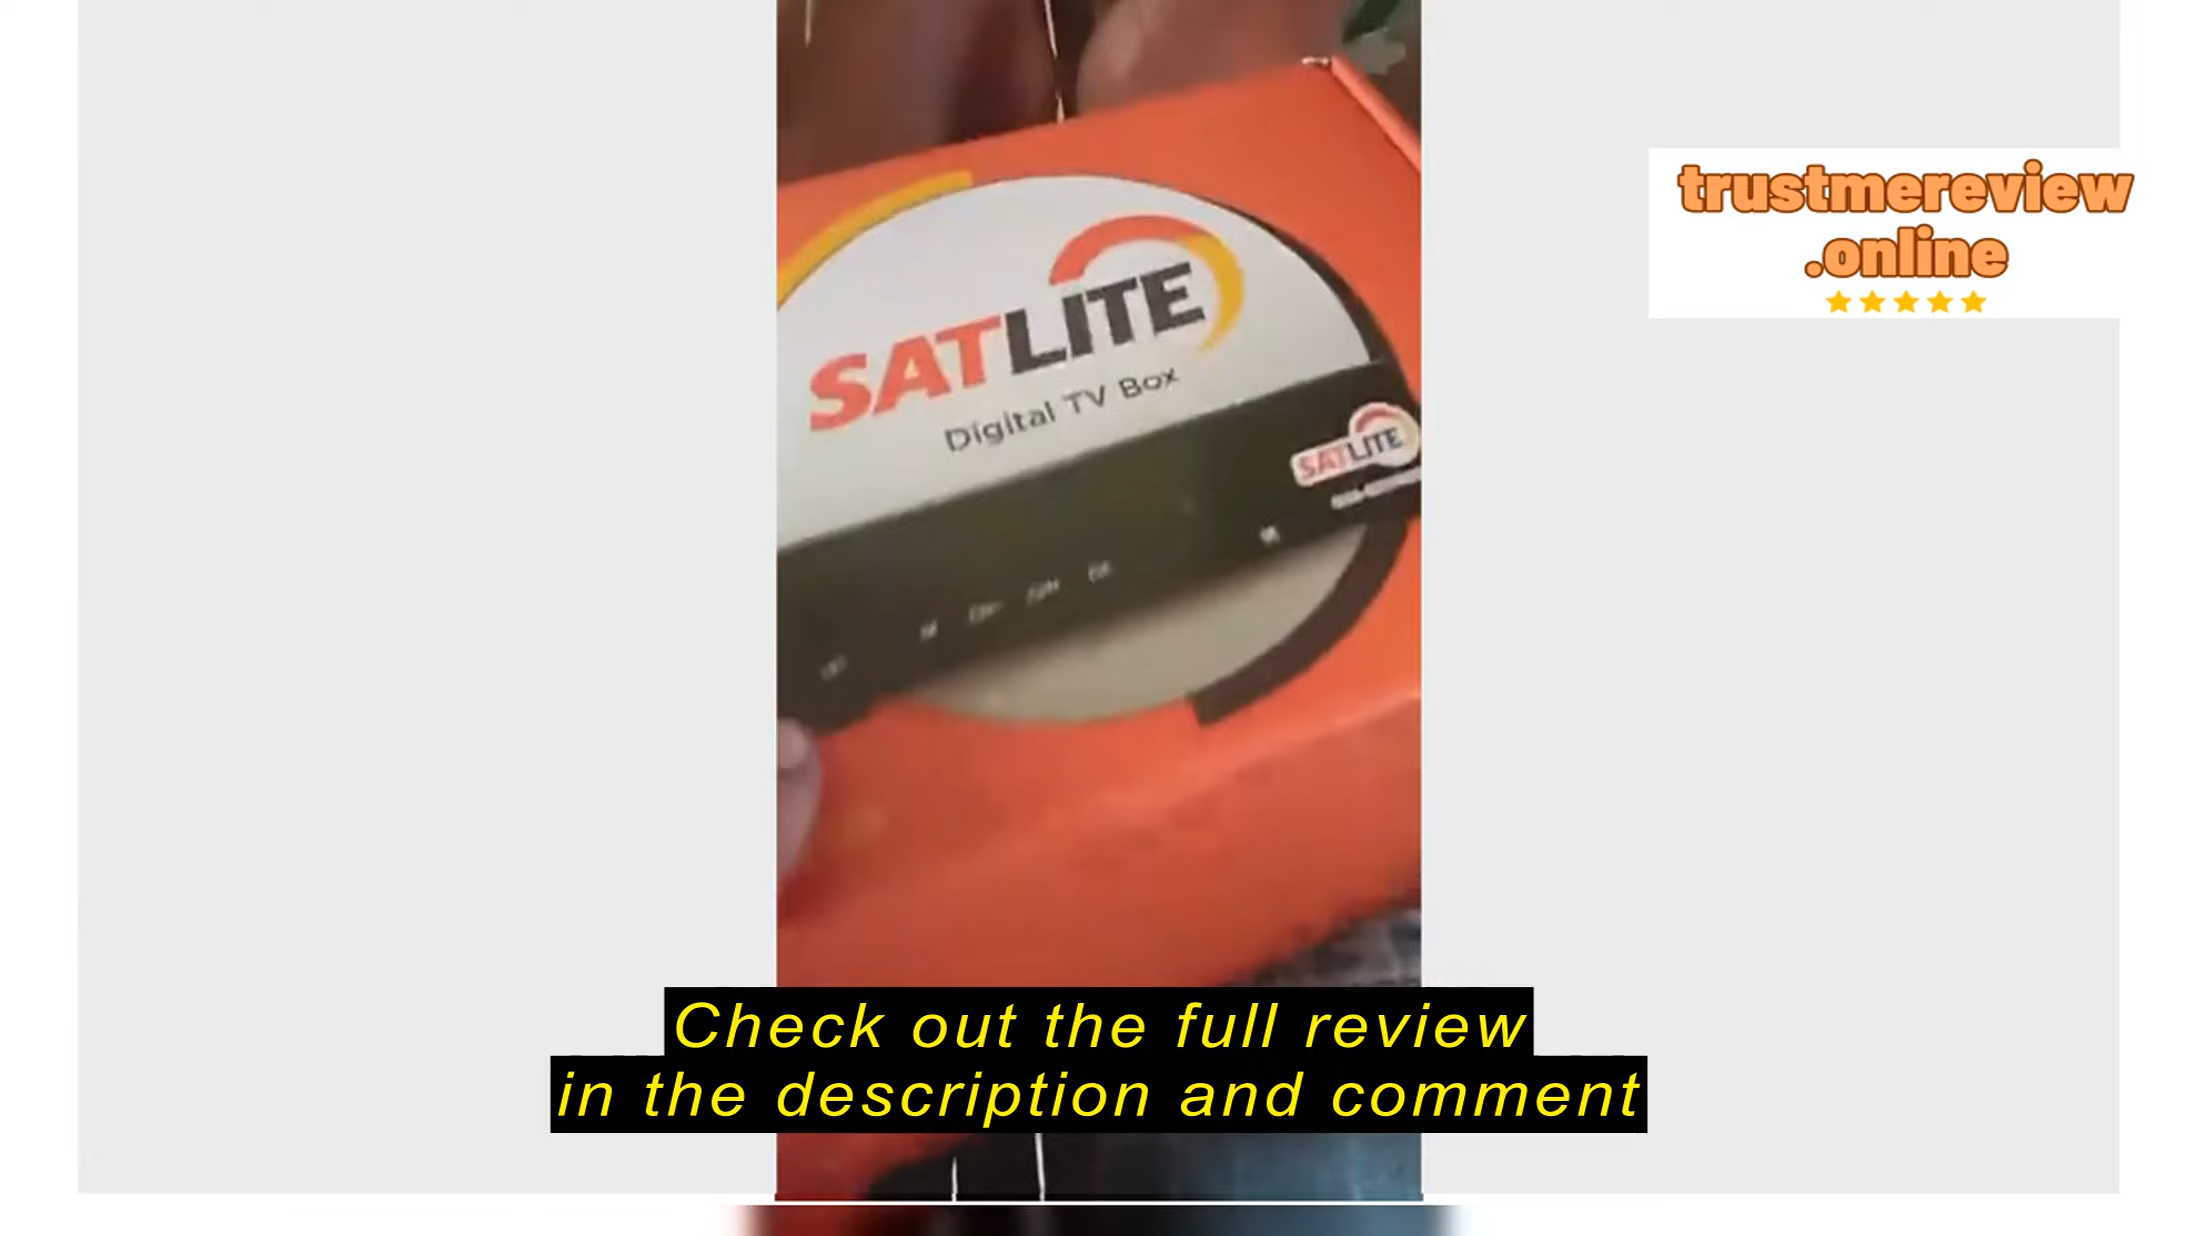 trustmereview
.online
SATLITE
Digital TV Box
SATLITE
Check out the full review
in the description and comment